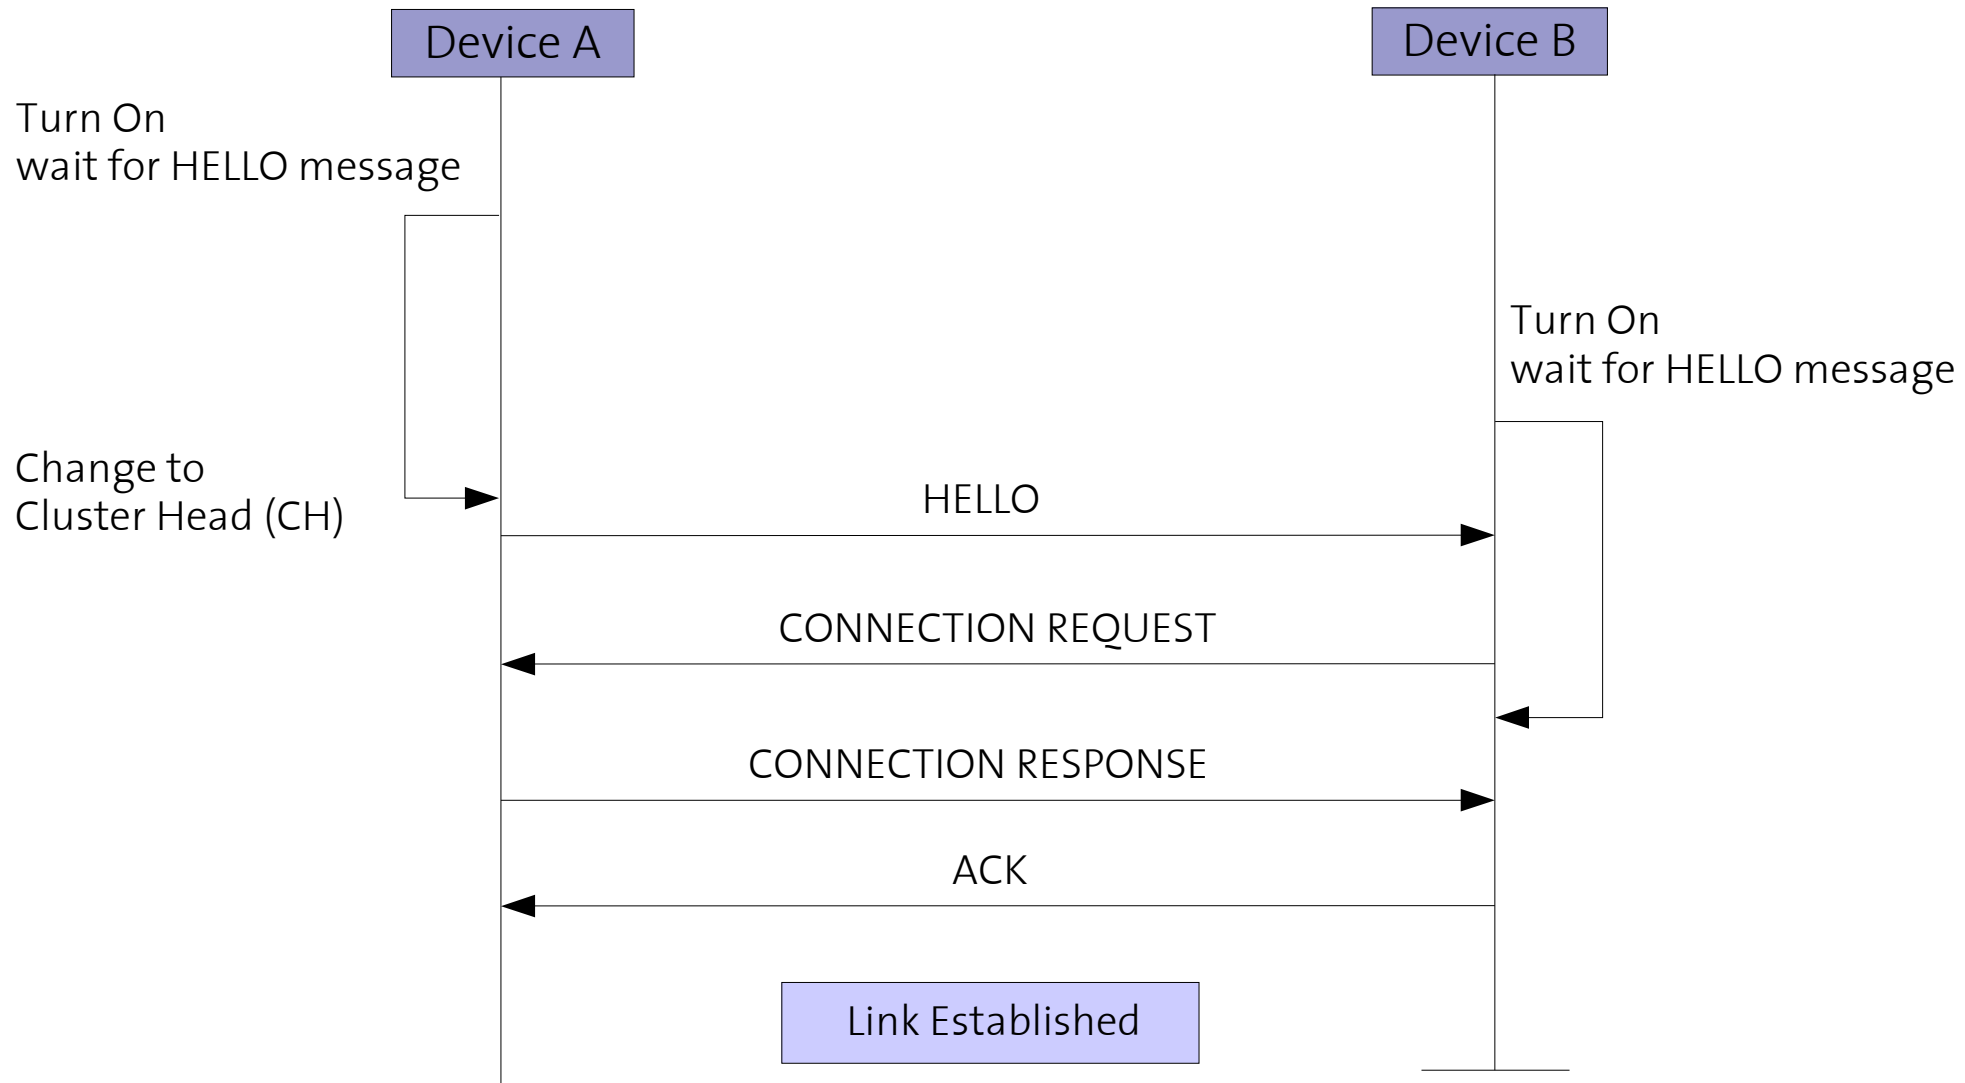 Device A
Device B
Turn On
wait for HELLO message
Turn On
wait for HELLO message
Change to
Cluster Head (CH)
HELLO
CONNECTION REQUEST
CONNECTION RESPONSE
ACK
Link Established